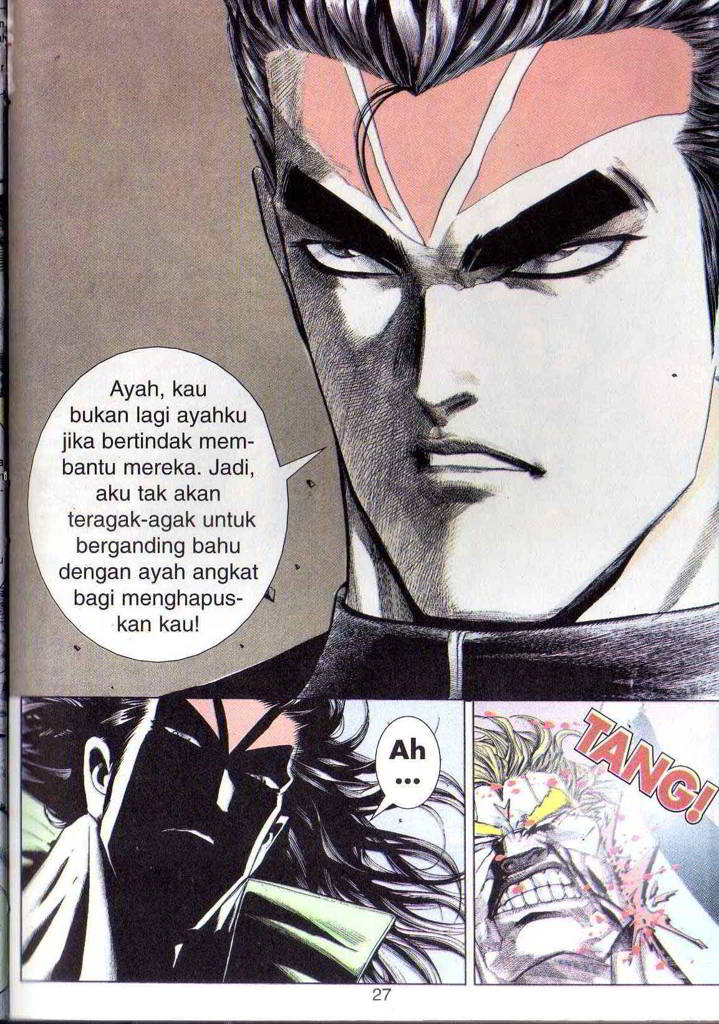 Ayah, kau
bukan lagi ayahku
jika bertindak mem-
bantu mereka. Jadi,
aku tak akan
teragak-agak untuk
berganding bahu
dengan ayah angkat
bagi menghapus-
kan kau!
Ah
...
TANG!
27